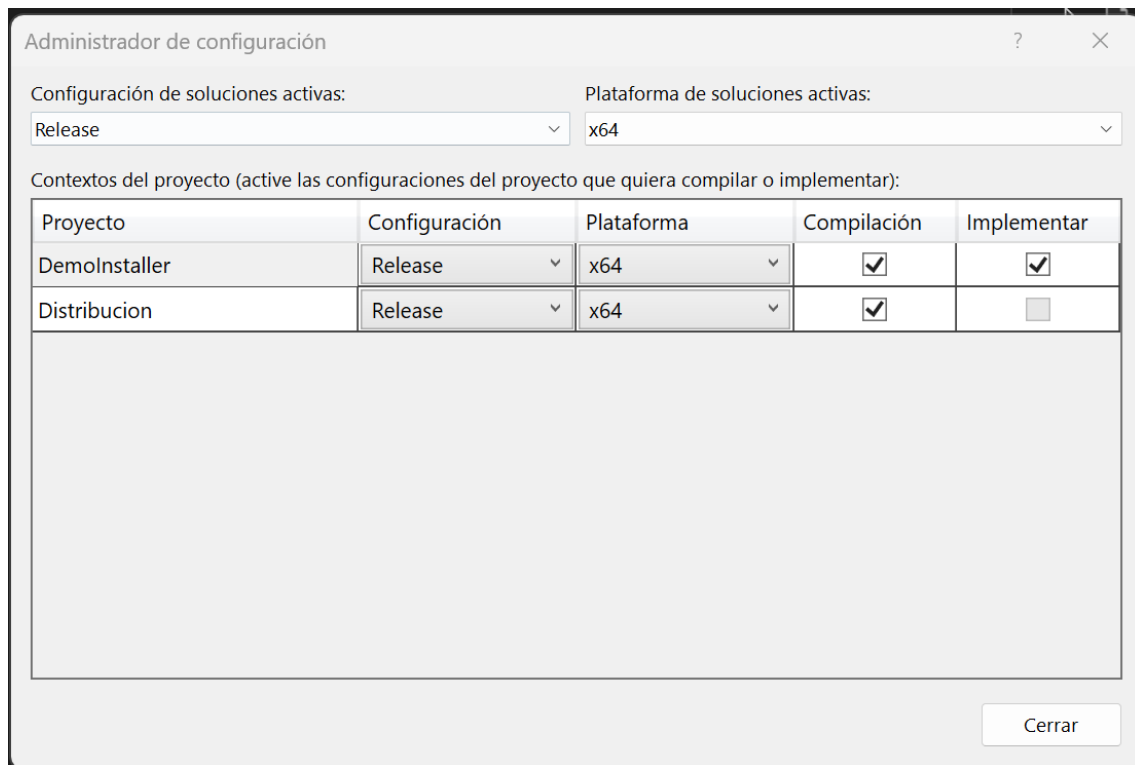 Administrador de configuración
Configuración de soluciones activas:
Plataforma de soluciones activas:
Release
x64
Contextos del proyecto (active las configuraciones del proyecto que quiera compilar o implementar):
Proyecto Configuración Plataforma Compilación Implementar
DemoInstaller Release x64
Distribucion Release x64
Cerrar